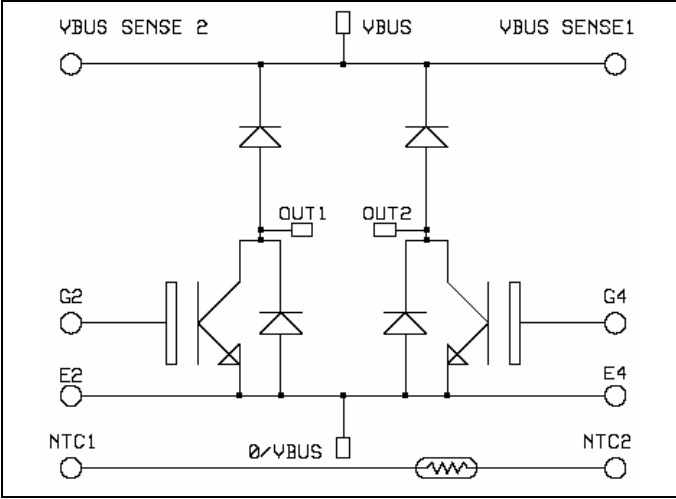 VBUS SENSE 2
VBUS
VBUS SENSE1
OUT1
OUT2
G2
G4
E2
E4
NTC1
0/VBUS
NTC2